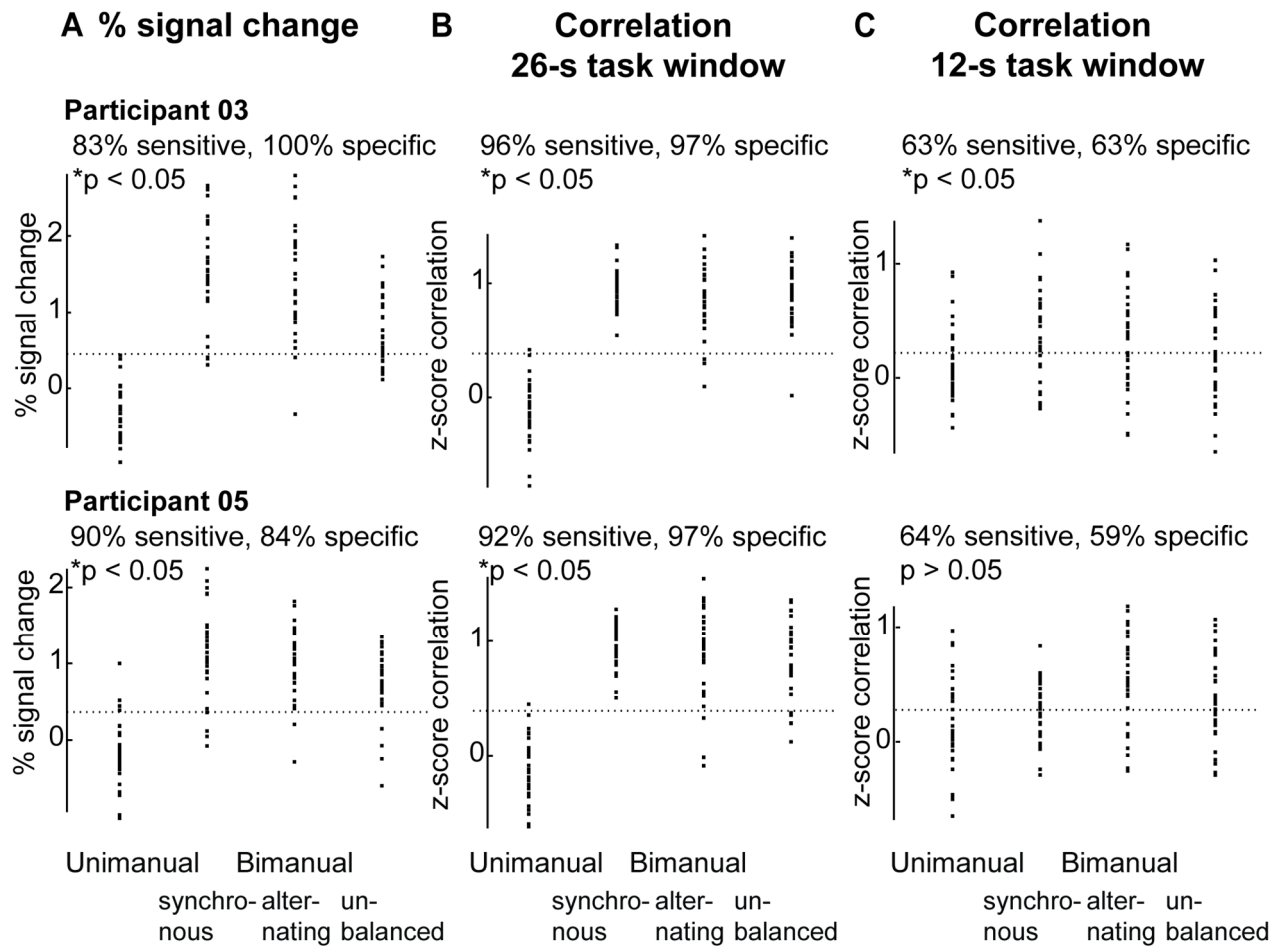 A % signal change
B Correlation
26-s task window
C Correlation
12-s task window
Participant 03
83% sensitive, 100% specific
*p < 0.05
% signal change
2
1
0
96% sensitive, 97% specific
*p < 0.05
z-score correlation
1
0
63% sensitive, 63% specific
*p < 0.05
z-score correlation
1
0
Participant 05
90% sensitive, 84% specific
*p < 0.05
% signal change
2
1
0
92% sensitive, 97% specific
*p < 0.05
z-score correlation
1
0
64% sensitive, 59% specific
p > 0.05
z-score correlation
1
0
Unimanual Bimanual
synchro- alter- un-
nous nating balanced
Unimanual Bimanual
synchro- alter- un-
nous nating balanced
Unimanual Bimanual
synchro- alter- un-
nous nating balanced